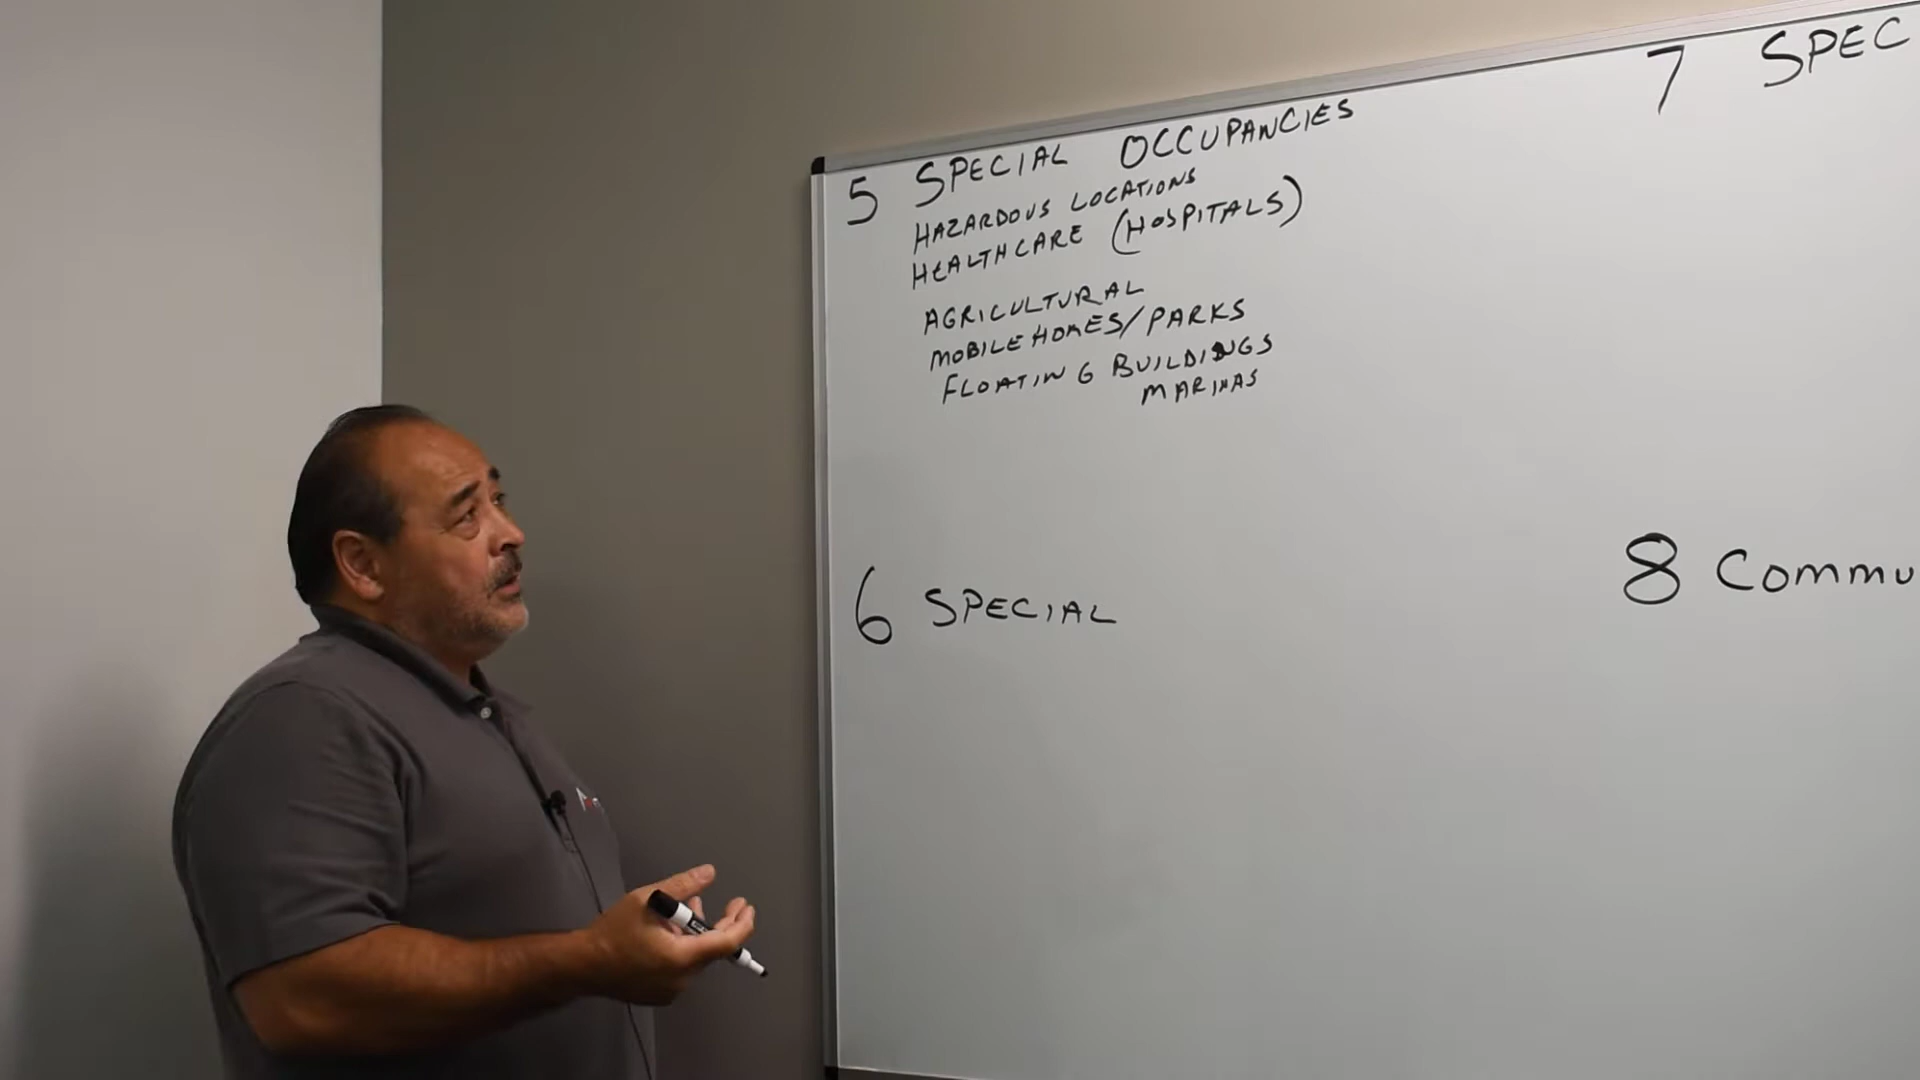 5 SPECIAL OCCUPANCIES
HAZARDOUS LOCATIONS
HEALTHCARE (HOSPITALS)
AGRICULTURAL
MOBILE HOMES/PARKS
FLOATING BUILDINGS
MARINAS
6 SPECIAL
7 SPEC
8 COMMU